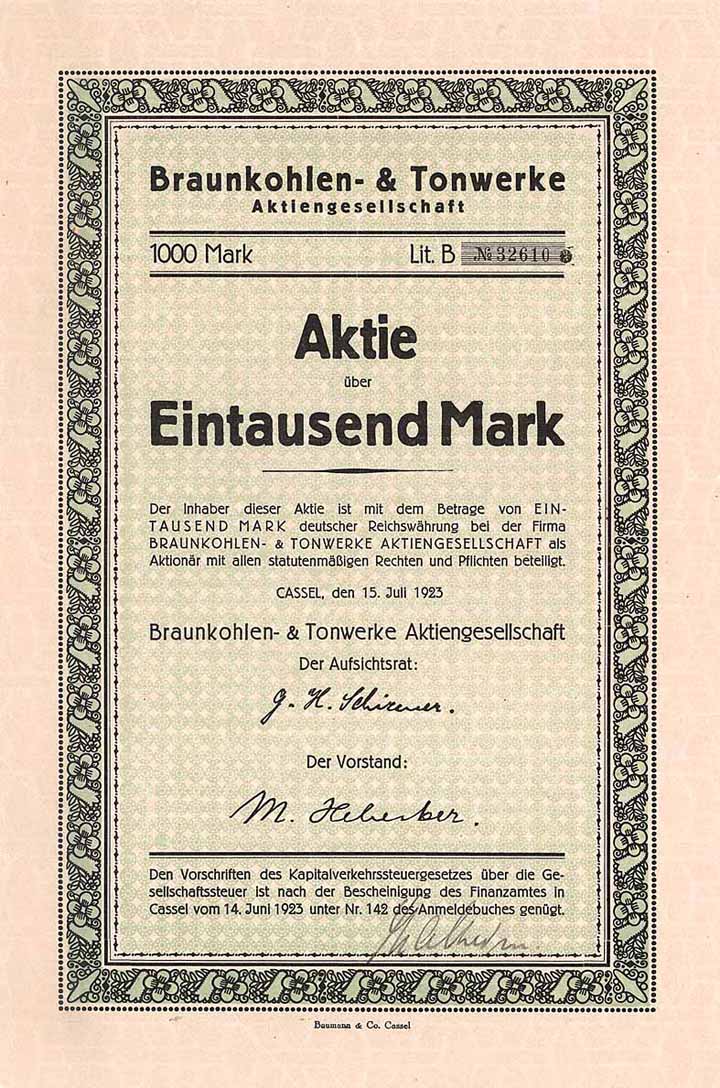 Braunkohlen- & Tonwerke
Aktiengesellschaft
1000 Mark Lit. B № 32610
Aktie
über
Eintausend Mark
Der Inhaber dieser Aktie ist mit dem Betrage von EIN-
TAUSEND MARK deutscher Reichswährung bei der Firma
BRAUNKOHLEN- & TONWERKE AKTIENGESELLSCHAFT als
Aktionär mit allen statutenmäßigen Rechten und Pflichten beteiligt.
CASSEL, den 15. Juli 1923
Braunkohlen- & Tonwerke Aktiengesellschaft
Der Aufsichtsrat:
G. H. Schirmer.
Der Vorstand:
M.
Den Vorschriften des Kapitalverkehrssteuergesetzes über die Ge-
sellschaftssteuer ist nach der Bescheinigung des Finanzamtes in
Cassel vom 14. Juni 1923 unter Nr. 142 des Anmeldebuches genügt.
Baumann & Co. Cassel